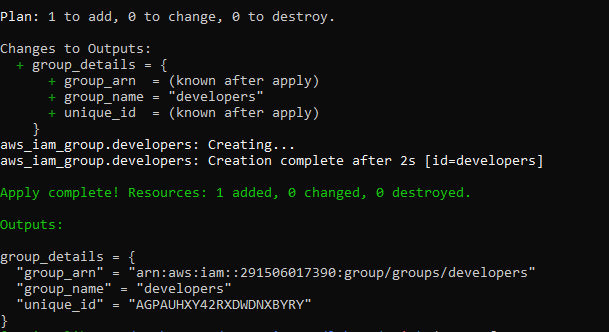 Plan: 1 to add, 0 to change, 0 to destroy.
Changes to Outputs:
+ group_details = {
+ group_arn = (known after apply)
+ group_name = "developers"
+ unique_id = (known after apply)
}
aws_iam_group.developers: Creating...
aws_iam_group.developers: Creation complete after 2s [id=developers]
Apply complete! Resources: 1 added, 0 changed, 0 destroyed.
Outputs:
group_details = {
"group_arn" = "arn:aws:iam::291506017390:group/groups/developers"
"group_name" = "developers"
"unique_id" = "AGPAUHXY42RXDWDNXBYRY"
}